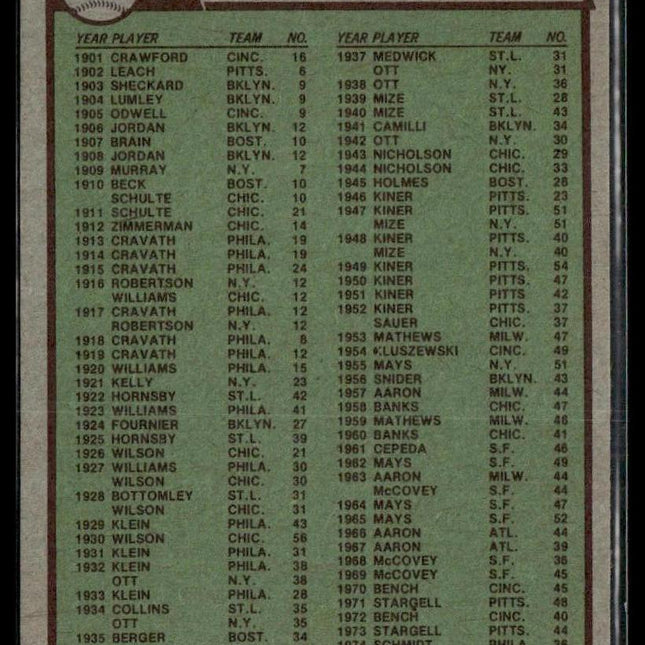 YEAR PLAYER TEAM NO.
1901 CRAWFORD CINC. 16
1902 LEACH PITTS. 6
1903 SHECKARD BKLYN. 9
1904 LUMLEY BKLYN. 9
1905 ODWELL CINC. 9
1906 JORDAN BKLYN. 12
1907 BRAIN BOST. 10
1908 JORDAN BKLYN. 12
1909 MURRAY N.Y. 7
1910 BECK BOST. 10
SCHULTE CHIC. 10
1911 SCHULTE CHIC. 21
1912 ZIMMERMAN CHIC. 14
1913 CRAVATH PHILA. 19
1914 CRAVATH PHILA. 19
1915 CRAVATH PHILA. 24
1916 ROBERTSON N.Y. 12
WILLIAMS CHIC. 12
1917 CRAVATH PHILA. 12
ROBERTSON N.Y. 12
1918 CRAVATH PHILA. 8
1919 CRAVATH PHILA. 12
1920 WILLIAMS PHILA. 15
1921 KELLY N.Y. 23
1922 HORNSBY ST.L. 42
1923 WILLIAMS PHILA. 41
1924 FOURNIER BKLYN. 27
1925 HORNSBY ST.L. 39
1926 WILSON CHIC. 21
1927 WILLIAMS PHILA. 30
WILSON CHIC. 30
1928 BOTTOMLEY ST.L. 31
WILSON CHIC. 31
1929 KLEIN PHILA. 43
1930 WILSON CHIC. 56
1931 KLEIN PHILA. 31
1932 KLEIN PHILA. 38
OTT N.Y. 38
1933 KLEIN PHILA. 28
1934 COLLINS ST.L. 35
OTT N.Y. 35
1935 BERGER BOST. 34
YEAR PLAYER TEAM NO.
1937 MEDWICK ST.L. 31
OTT NY. 31
1938 OTT N.Y. 36
1939 MIZE ST.L. 28
1940 MIZE ST.L. 43
1941 CAMILLI BKLYN. 34
1942 OTT N.Y. 30
1943 NICHOLSON CHIC. 29
1944 NICHOLSON CHIC. 33
1945 HOLMES BOST. 28
1946 KINER PITTS. 23
1947 KINER PITTS. 51
MIZE N.Y. 51
1948 KINER PITTS. 40
MIZE N.Y. 40
1949 KINER PITTS. 54
1950 KINER PITTS. 47
1951 KINER PITTS 42
1952 KINER PITTS. 37
SAUER CHIC. 37
1953 MATHEWS MILW. 47
1954 KLUSZEWSKI CINC. 49
1955 MAYS N.Y. 51
1956 SNIDER BKLYN. 43
1957 AARON MILW. 44
1958 BANKS CHIC. 47
1959 MATHEWS MILW. 46
1960 BANKS CHIC. 41
1961 CEPEDA S.F. 46
1962 MAYS S.F. 49
1963 AARON MILW. 44
McCOVEY S.F. 44
1964 MAYS S.F. 47
1965 MAYS S.F. 52
1966 AARON ATL. 44
1967 AARON ATL. 39
1968 McCOVEY S.F. 36
1969 McCOVEY S.F. 45
1970 BENCH CINC. 45
1971 STARGELL PITTS. 48
1972 BENCH CINC. 40
1973 STARGELL PITTS. 44
1974 SCHMIDT PHILA. 36